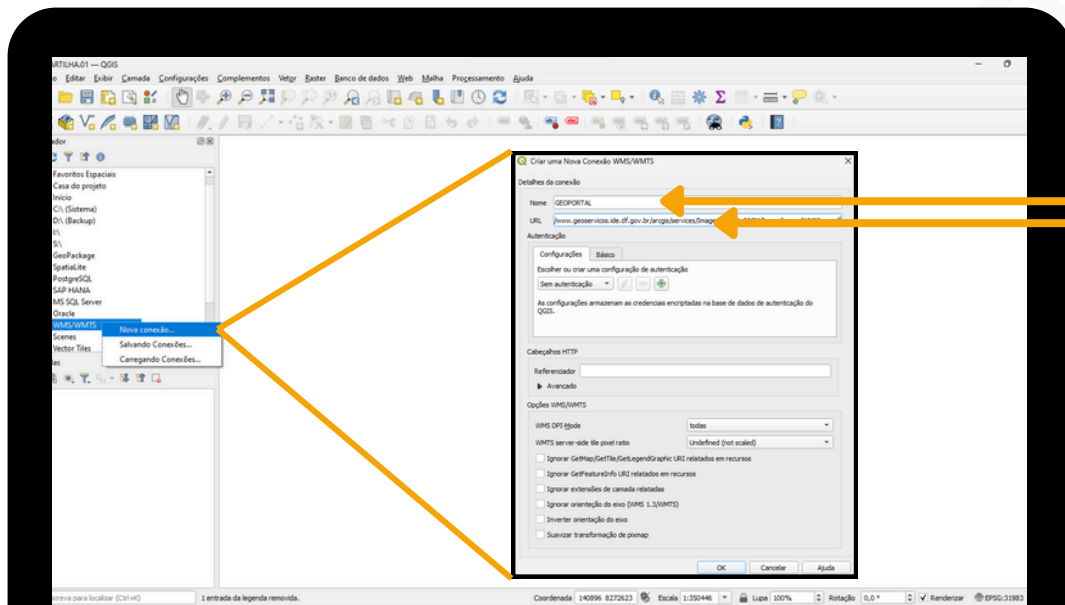 ARTILHA.01 — QGIS
o Editar Exibir Camada Configurações Complementos Vetor Raster Banco de dados Web Malha Processamento Ajuda
Favoritos Espaciais
Casa do projeto
Início
C:\ (Sistema)
D:\ (Backup)
I:\
S:\
GeoPackage
SpatiaLite
PostgreSQL
SAP HANA
MS SQL Server
Oracle
WMS/WMTS
Scenes
Vector Tiles
Nova conexão...
Salvando Conexões...
Carregando Conexões...
Criar uma Nova Conexão WMS/WMTS
Detalhes da conexão
Nome GEOPORTAL
URL /www.geoservicos.ide.df.gov.br/arcgis/services/Image
Autenticação
Configurações Básico
Escolher ou criar uma configuração de autenticação
Sem autenticação
As configurações armazenam as credenciais encriptadas na base de dados de autenticação do
QGIS.
Cabeçalhos HTTP
Referenciador
Avançado
Opções WMS/WMTS
WMS DPI-Mode todas
WMTS server-side tile pixel ratio Undefined (not scaled)
Ignorar GetMap/GetTile/GetLegendGraphic URI relatados em recursos
Ignorar GetFeatureInfo URI relatados em recursos
Ignorar extensões de camada relatadas
Ignorar orienteção do eixo (WMS 1.3/WMTS)
Inverter orientação do eixo
Suavizar transformação de pixmap
OK Cancelar Ajuda
screva para localizar (Ctrl+K) 1 entrada da legenda removida. Coordenada 140896 8272623 Escala 1:350446 Lupa 100% Rotação 0,0 ° Renderizar EPSG:31983